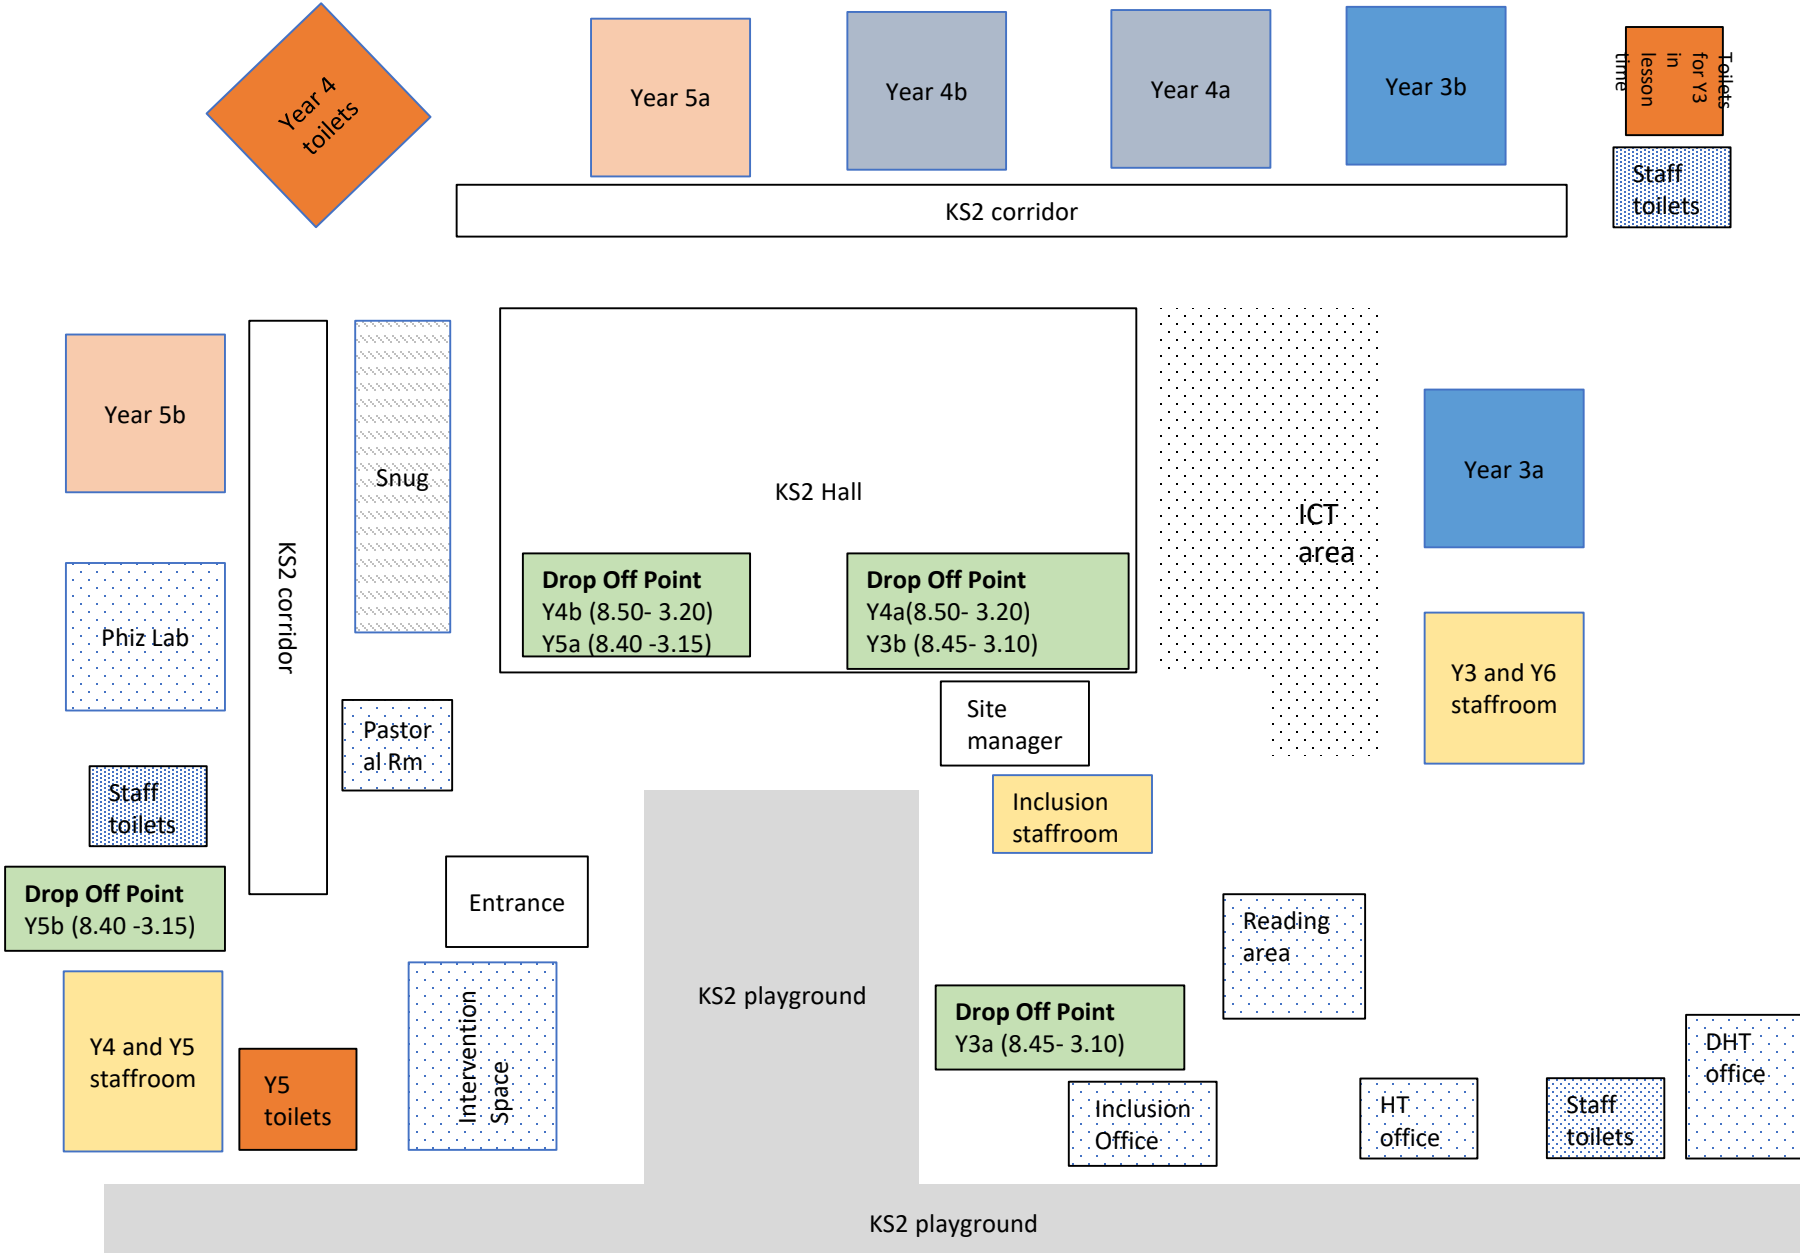 Year 4
toilets
Year 5a
Year 4b
Year 4a
Year 3b
Toilets
for Y3
in
lesson
time
Staff
toilets
KS2 corridor
Year 5b
KS2 corridor
Snug
KS2 Hall
ICT
area
Year 3a
Drop Off Point
Y4b (8.50- 3.20)
Y5a (8.40 -3.15)
Drop Off Point
Y4a(8.50- 3.20)
Y3b (8.45- 3.10)
Phiz Lab
Y3 and Y6
staffroom
Pastor
al Rm
Site
manager
Staff
toilets
Inclusion
staffroom
Drop Off Point
Y5b (8.40 -3.15)
Entrance
Reading
area
KS2 playground
Drop Off Point
Y3a (8.45- 3.10)
Y4 and Y5
staffroom
Y5
toilets
Intervention
Space
Inclusion
Office
HT
office
Staff
toilets
DHT
office
KS2 playground